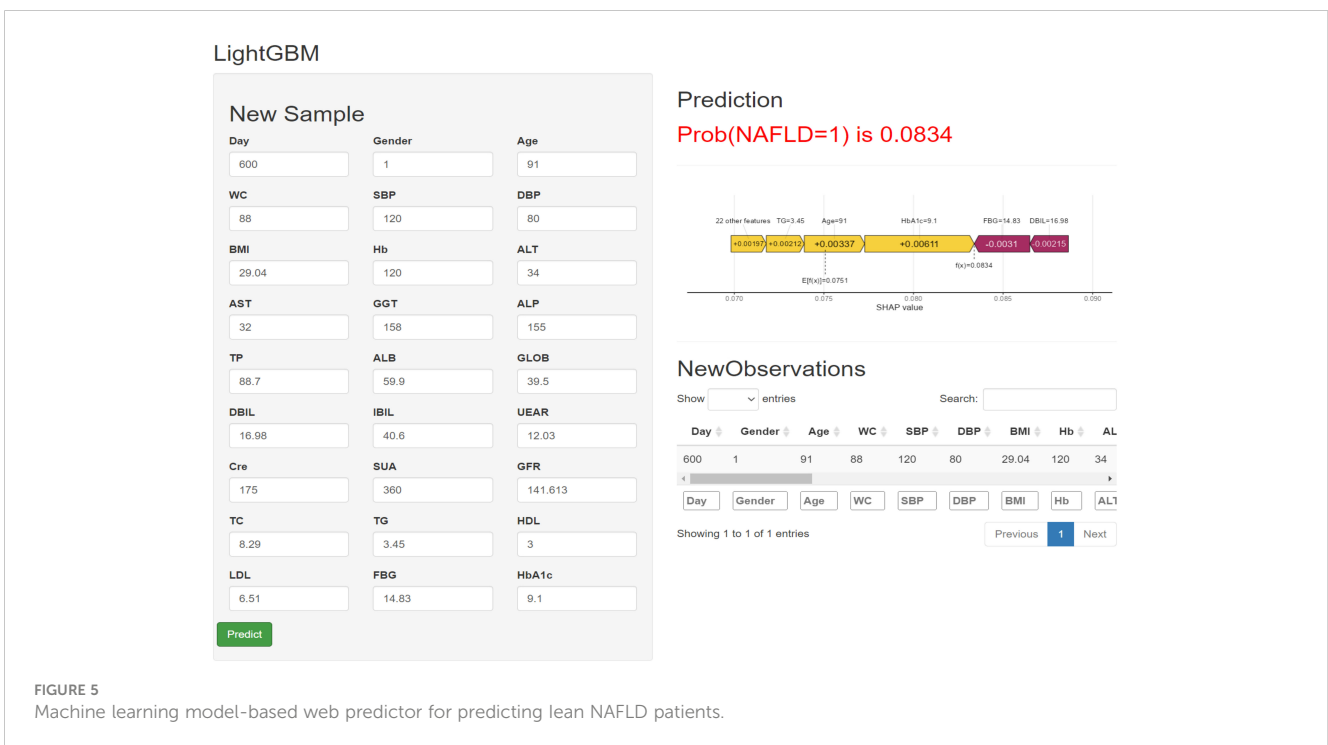 LightGBM
New Sample
Day Gender Age
600 1 91
WC SBP DBP
88 120 80
BMI Hb ALT
29.04 120 34
AST GGT ALP
32 158 155
TP ALB GLOB
88.7 59.9 39.5
DBIL IBIL UEAR
16.98 40.6 12.03
Cre SUA GFR
175 360 141.613
TC TG HDL
8.29 3.45 3
LDL FBG HbA1c
6.51 14.83 9.1
Predict
Prediction
Prob(NAFLD=1) is 0.0834
22 other features TG=3.45 Age=91 HbA1c=9.1 FBG=14.83 DBIL=16.98
+0.00197 +0.00212 +0.00337 +0.00611 -0.0031 -0.00215
f(x)=0.0834
E[f(x)]=0.0751
0.070 0.075 0.080 0.085 0.090
SHAP value
NewObservations
Show entries Search:
Day Gender Age WC SBP DBP BMI Hb AL
600 1 91 88 120 80 29.04 120 34
Day Gender Age WC SBP DBP BMI Hb ALT
Showing 1 to 1 of 1 entries Previous 1 Next
FIGURE 5
Machine learning model-based web predictor for predicting lean NAFLD patients.